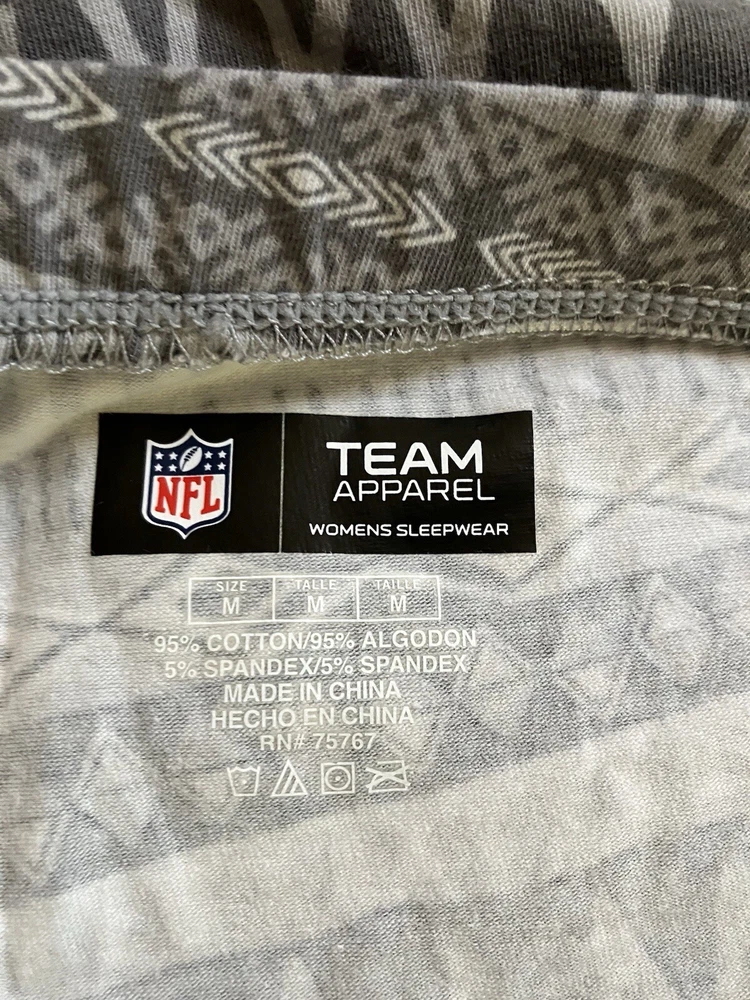 NFL
TEAM
APPAREL
WOMENS SLEEPWEAR
SIZE TALLE TAILLE
M M M
95% COTTON/95% ALGODON
5% SPANDEX/5% SPANDEX
MADE IN CHINA
HECHO EN CHINA
RN# 75767